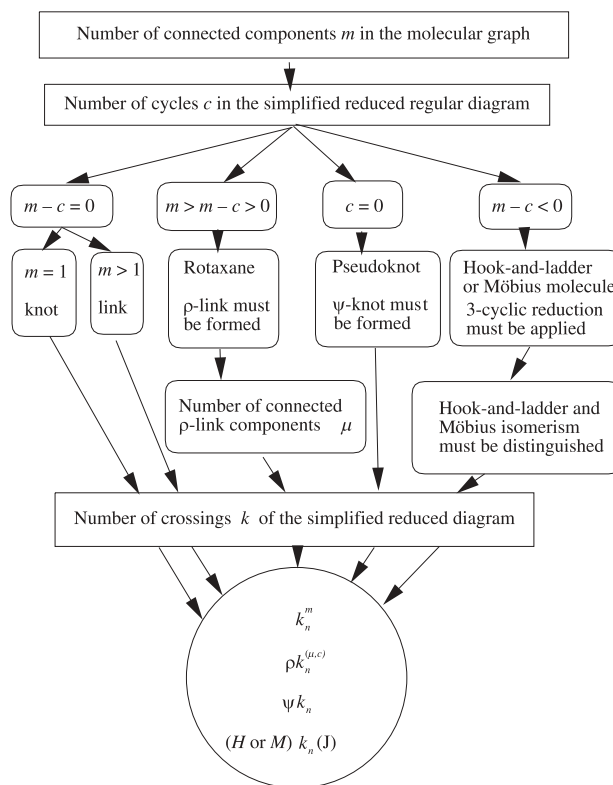 Number of connected components m in the molecular graph
Number of cycles c in the simplified reduced regular diagram
m – c = 0
m > m – c > 0
c = 0
m – c < 0
m = 1
knot
m > 1
link
Rotaxane
ρ-link must
be formed
Pseudoknot
ψ-knot must
be formed
Hook-and-ladder
or Möbius molecule
3-cyclic reduction
must be applied
Number of connected
ρ-link components μ
Hook-and-ladder and
Möbius isomerism
must be distinguished
Number of crossings k of the simplified reduced diagram
k_n^m
ρk_n^(μ,c)
ψk_n
(H or M) k_n(J)